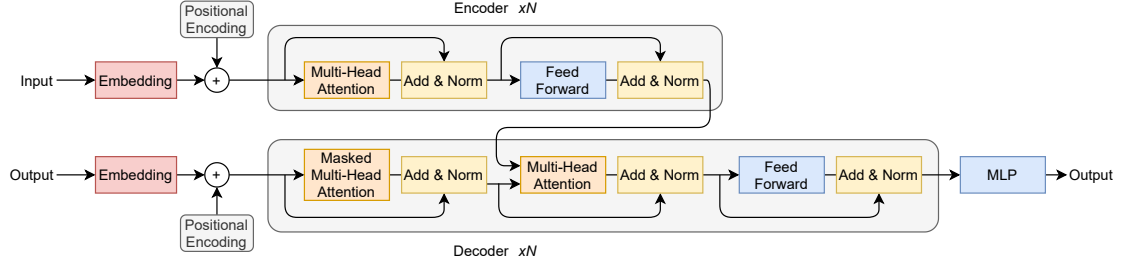 Encoder xN
Positional
Encoding
Input
Embedding
+
Multi-Head
Attention
Add & Norm
Feed
Forward
Add & Norm
Output
Embedding
+
Masked
Multi-Head
Attention
Add & Norm
Multi-Head
Attention
Add & Norm
Feed
Forward
Add & Norm
MLP
Output
Positional
Encoding
Decoder xN